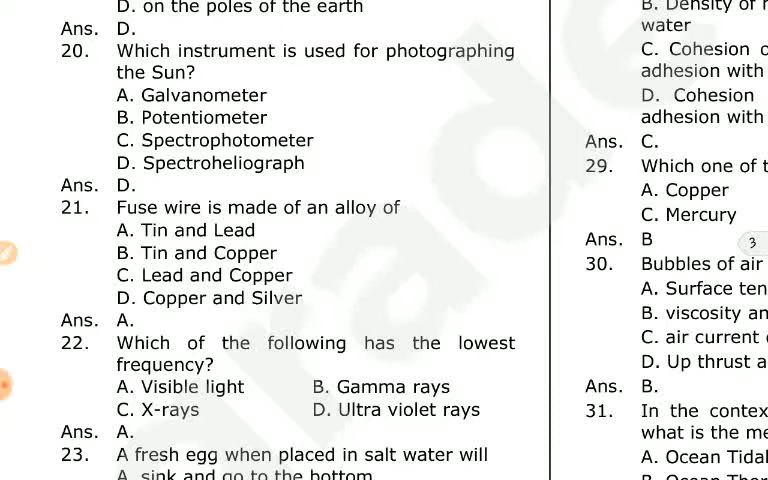 D. on the poles of the earth
Ans. D.
20. Which instrument is used for photographing
the Sun?
A. Galvanometer
B. Potentiometer
C. Spectrophotometer
D. Spectroheliograph
Ans. D.
21. Fuse wire is made of an alloy of
A. Tin and Lead
B. Tin and Copper
C. Lead and Copper
D. Copper and Silver
Ans. A.
22. Which of the following has the lowest
frequency?
A. Visible light B. Gamma rays
C. X-rays D. Ultra violet rays
Ans. A.
23. A fresh egg when placed in salt water will
A. sink and go to the bottom
B. Density of
water
C. Cohesion
adhesion with
D. Cohesion
adhesion with
Ans. C.
29. Which one of
A. Copper
C. Mercury
Ans. B
3
30. Bubbles of air
A. Surface
B. viscosity
C. air current
D. Up thrust
Ans. B.
31. In the
what is the
A. Ocean
B. Ocean